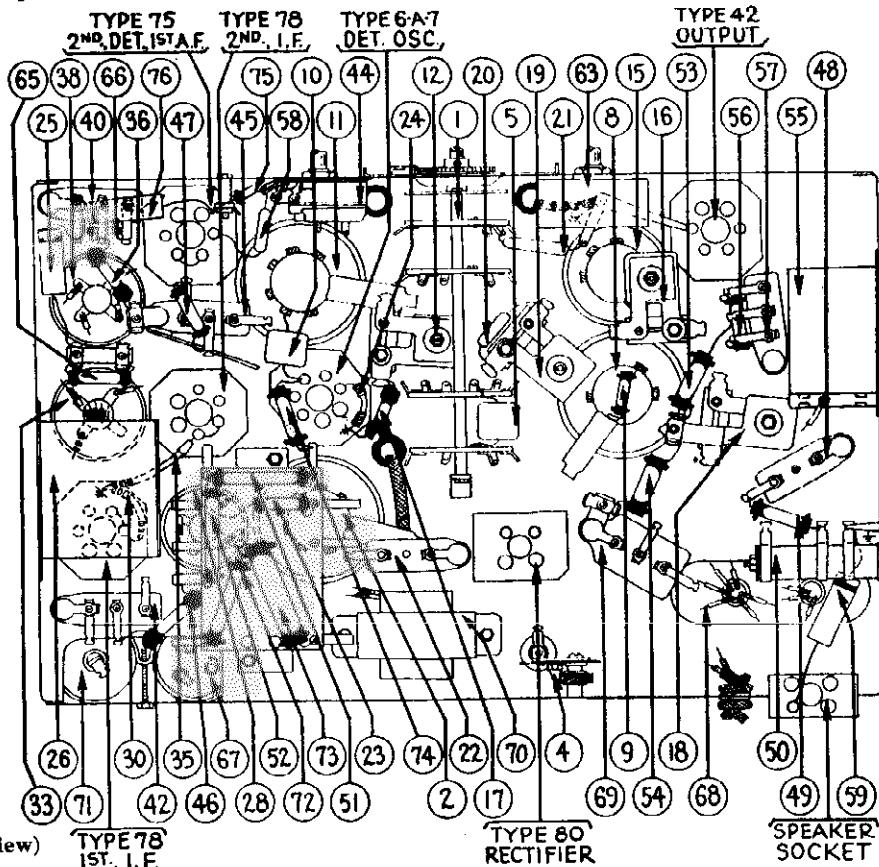 TYPE 75
2ND. DET. 1ST A.F.
TYPE 78
2ND. I.F.
TYPE 6-A-7
DET. OSC.
TYPE 42
OUTPUT
65 38 66 76 75 10 44 12 20 19 63 15 53 57 48
25 40 36 47 45 58 11 24 1 5 21 8 16 56 55
26 30 35 67 52 73 23 74 22 70 4 9 18 50 59
33 71 42 46 28 72 51 2 17 69 54 68 49
iew)
TYPE 78
1ST. I.F.
TYPE 80
RECTIFIER
SPEAKER
SOCKET